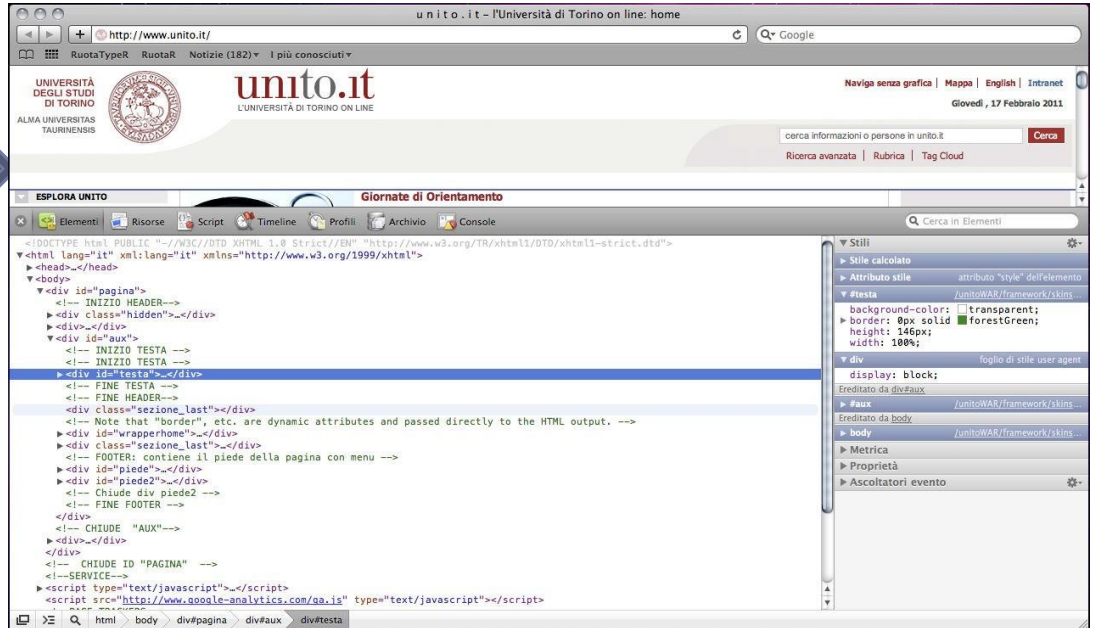 unito.it – l'Università di Torino on line: home
http://www.unito.it/
Google
RuotaTypeR RuotaR Notizie (182) I più conosciuti
UNIVERSITÀ
DEGLI STUDI
DI TORINO
ALMA UNIVERSITAS
TAURINENSIS
unito.it
L'UNIVERSITÀ DI TORINO ON LINE
Naviga senza grafica | Mappa | English | Intranet
Giovedì , 17 Febbraio 2011
cerca informazioni o persone in unito.it Cerca
Ricerca avanzata | Rubrica | Tag Cloud
ESPLORA UNITO
Giornate di Orientamento
Elementi Risorse Script Timeline Profili Archivio Console
Cerca in Elementi
<!DOCTYPE html PUBLIC "-//W3C//DTD XHTML 1.0 Strict//EN" "http://www.w3.org/TR/xhtml1/DTD/xhtml1-strict.dtd">
<html lang="it" xml:lang="it" xmlns="http://www.w3.org/1999/xhtml">
<head>…</head>
<body>
<div id="pagina">
<!-- INIZIO HEADER-->
<div class="hidden">…</div>
<div>…</div>
<div id="aux">
<!-- INIZIO TESTA -->
<!-- INIZIO TESTA -->
<div id="testa">…</div>
<!-- FINE TESTA -->
<!-- FINE HEADER-->
<div class="sezione_last"></div>
<!-- Note that "border", etc. are dynamic attributes and passed directly to the HTML output. -->
<div id="wrapperhome">…</div>
<div class="sezione_last">…</div>
<!-- FOOTER: contiene il piede della pagina con menu -->
<div id="piede">…</div>
<div id="piede2">…</div>
<!-- Chiude div piede2 -->
<!-- FINE FOOTER -->
</div>
<!-- CHIUDE "AUX"-->
<div>…</div>
</div>
<!-- CHIUDE ID "PAGINA" -->
<!--SERVICE-->
<script type="text/javascript">…</script>
<script src="http://www.google-analytics.com/ga.js" type="text/javascript"></script>
Stili
Stile calcolato
Attributo stile attributo "style" dell'elemento
#testa /unitoWAR/framework/skins…
background-color: transparent;
border: 0px solid forestGreen;
height: 146px;
width: 100%;
div foglio di stile user agent
display: block;
Ereditato da div#aux
#aux /unitoWAR/framework/skins…
Ereditato da body
body /unitoWAR/framework/skins…
Metrica
Proprietà
Ascoltatori evento
html body div#pagina div#aux div#testa